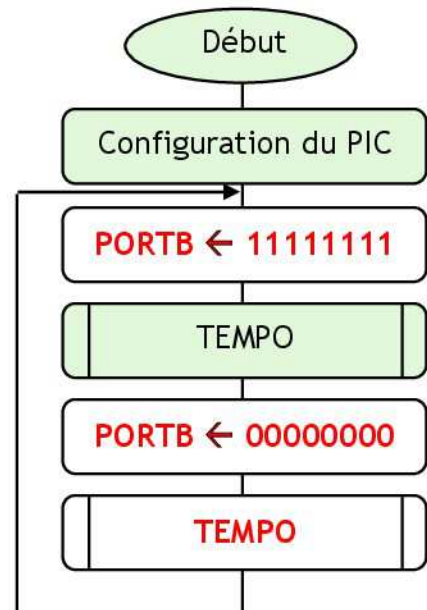 Début
Configuration du PIC
PORTB ← 11111111
TEMPO
PORTB ← 00000000
TEMPO